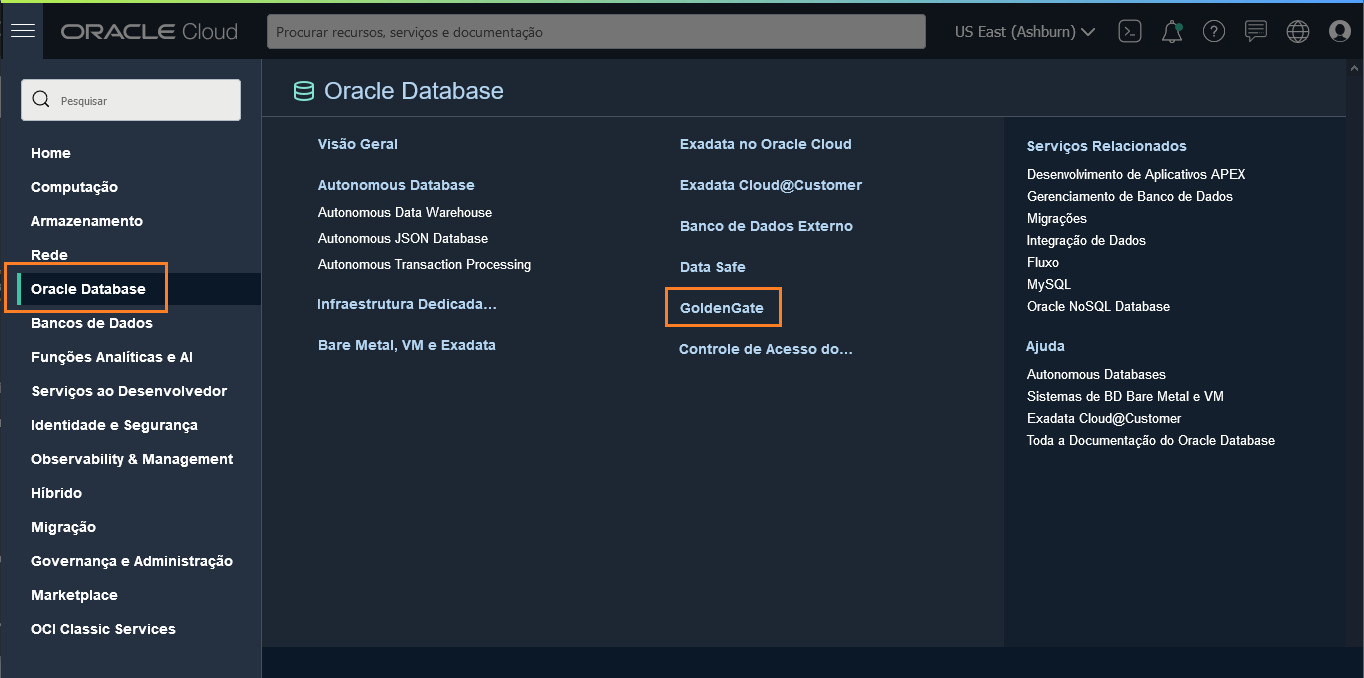 ORACLE Cloud
Procurar recursos, serviços e documentação
US East (Ashburn)
Pesquisar
Home
Computação
Armazenamento
Rede
Oracle Database
Bancos de Dados
Funções Analíticas e AI
Serviços ao Desenvolvedor
Identidade e Segurança
Observability & Management
Híbrido
Migração
Governança e Administração
Marketplace
OCI Classic Services
Oracle Database
Visão Geral
Autonomous Database
Autonomous Data Warehouse
Autonomous JSON Database
Autonomous Transaction Processing
Infraestrutura Dedicada...
Bare Metal, VM e Exadata
Exadata no Oracle Cloud
Exadata Cloud@Customer
Banco de Dados Externo
Data Safe
GoldenGate
Controle de Acesso do...
Serviços Relacionados
Desenvolvimento de Aplicativos APEX
Gerenciamento de Banco de Dados
Migrações
Integração de Dados
Fluxo
MySQL
Oracle NoSQL Database
Ajuda
Autonomous Databases
Sistemas de BD Bare Metal e VM
Exadata Cloud@Customer
Toda a Documentação do Oracle Database